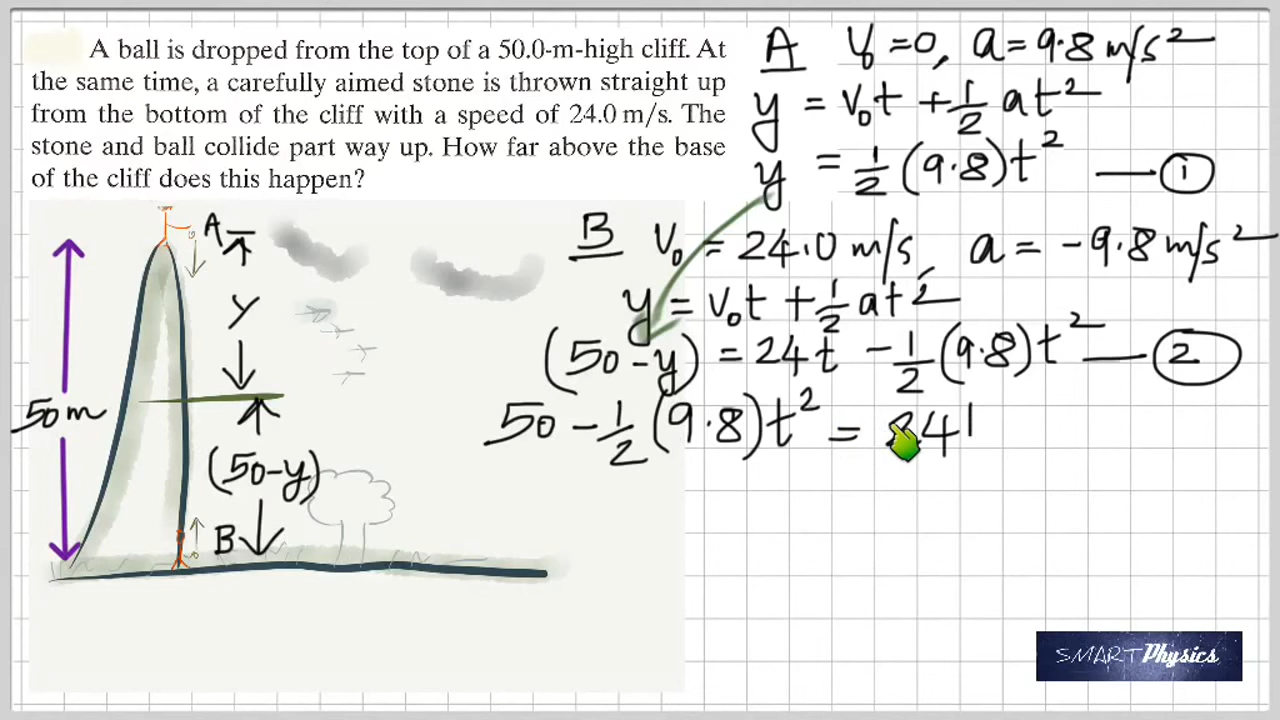 A ball is dropped from the top of a 50.0-m-high cliff. At
the same time, a carefully aimed stone is thrown straight up
from the bottom of the cliff with a speed of 24.0 m/s. The
stone and ball collide part way up. How far above the base
of the cliff does this happen?
A V₀ = 0, a = 9.8 m/s²
y = V₀t + 1/2 at²
y = 1/2 (9.8)t² — ①
B V₀ = 24.0 m/s, a = -9.8 m/s²
y = V₀t + 1/2 at²
(50-y) = 24t - 1/2 (9.8)t² — ②
50 - 1/2 (9.8)t² =
A
y
50 m
(50-y)
B
SMART Physics